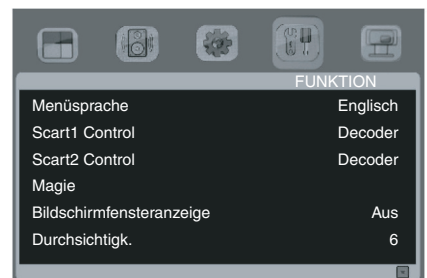 FUNKTION
Menüsprache Englisch
Scart1 Control Decoder
Scart2 Control Decoder
Magie
Bildschirmfensteranzeige Aus
Durchsichtigk. 6